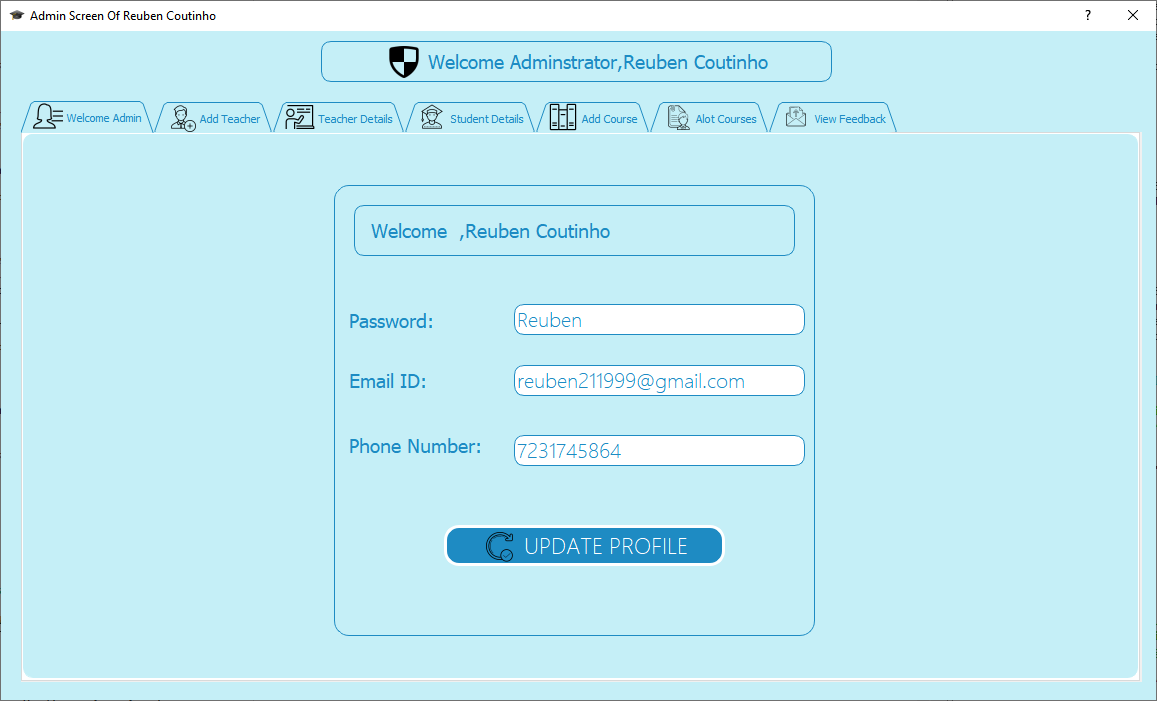 Admin Screen Of Reuben Coutinho
?
Welcome Adminstrator,Reuben Coutinho
Welcome Admin
Add Teacher
Teacher Details
Student Details
Add Course
Alot Courses
View Feedback
Welcome  ,Reuben Coutinho
Password: Reuben
Email ID: reuben211999@gmail.com
Phone Number: 7231745864
UPDATE PROFILE